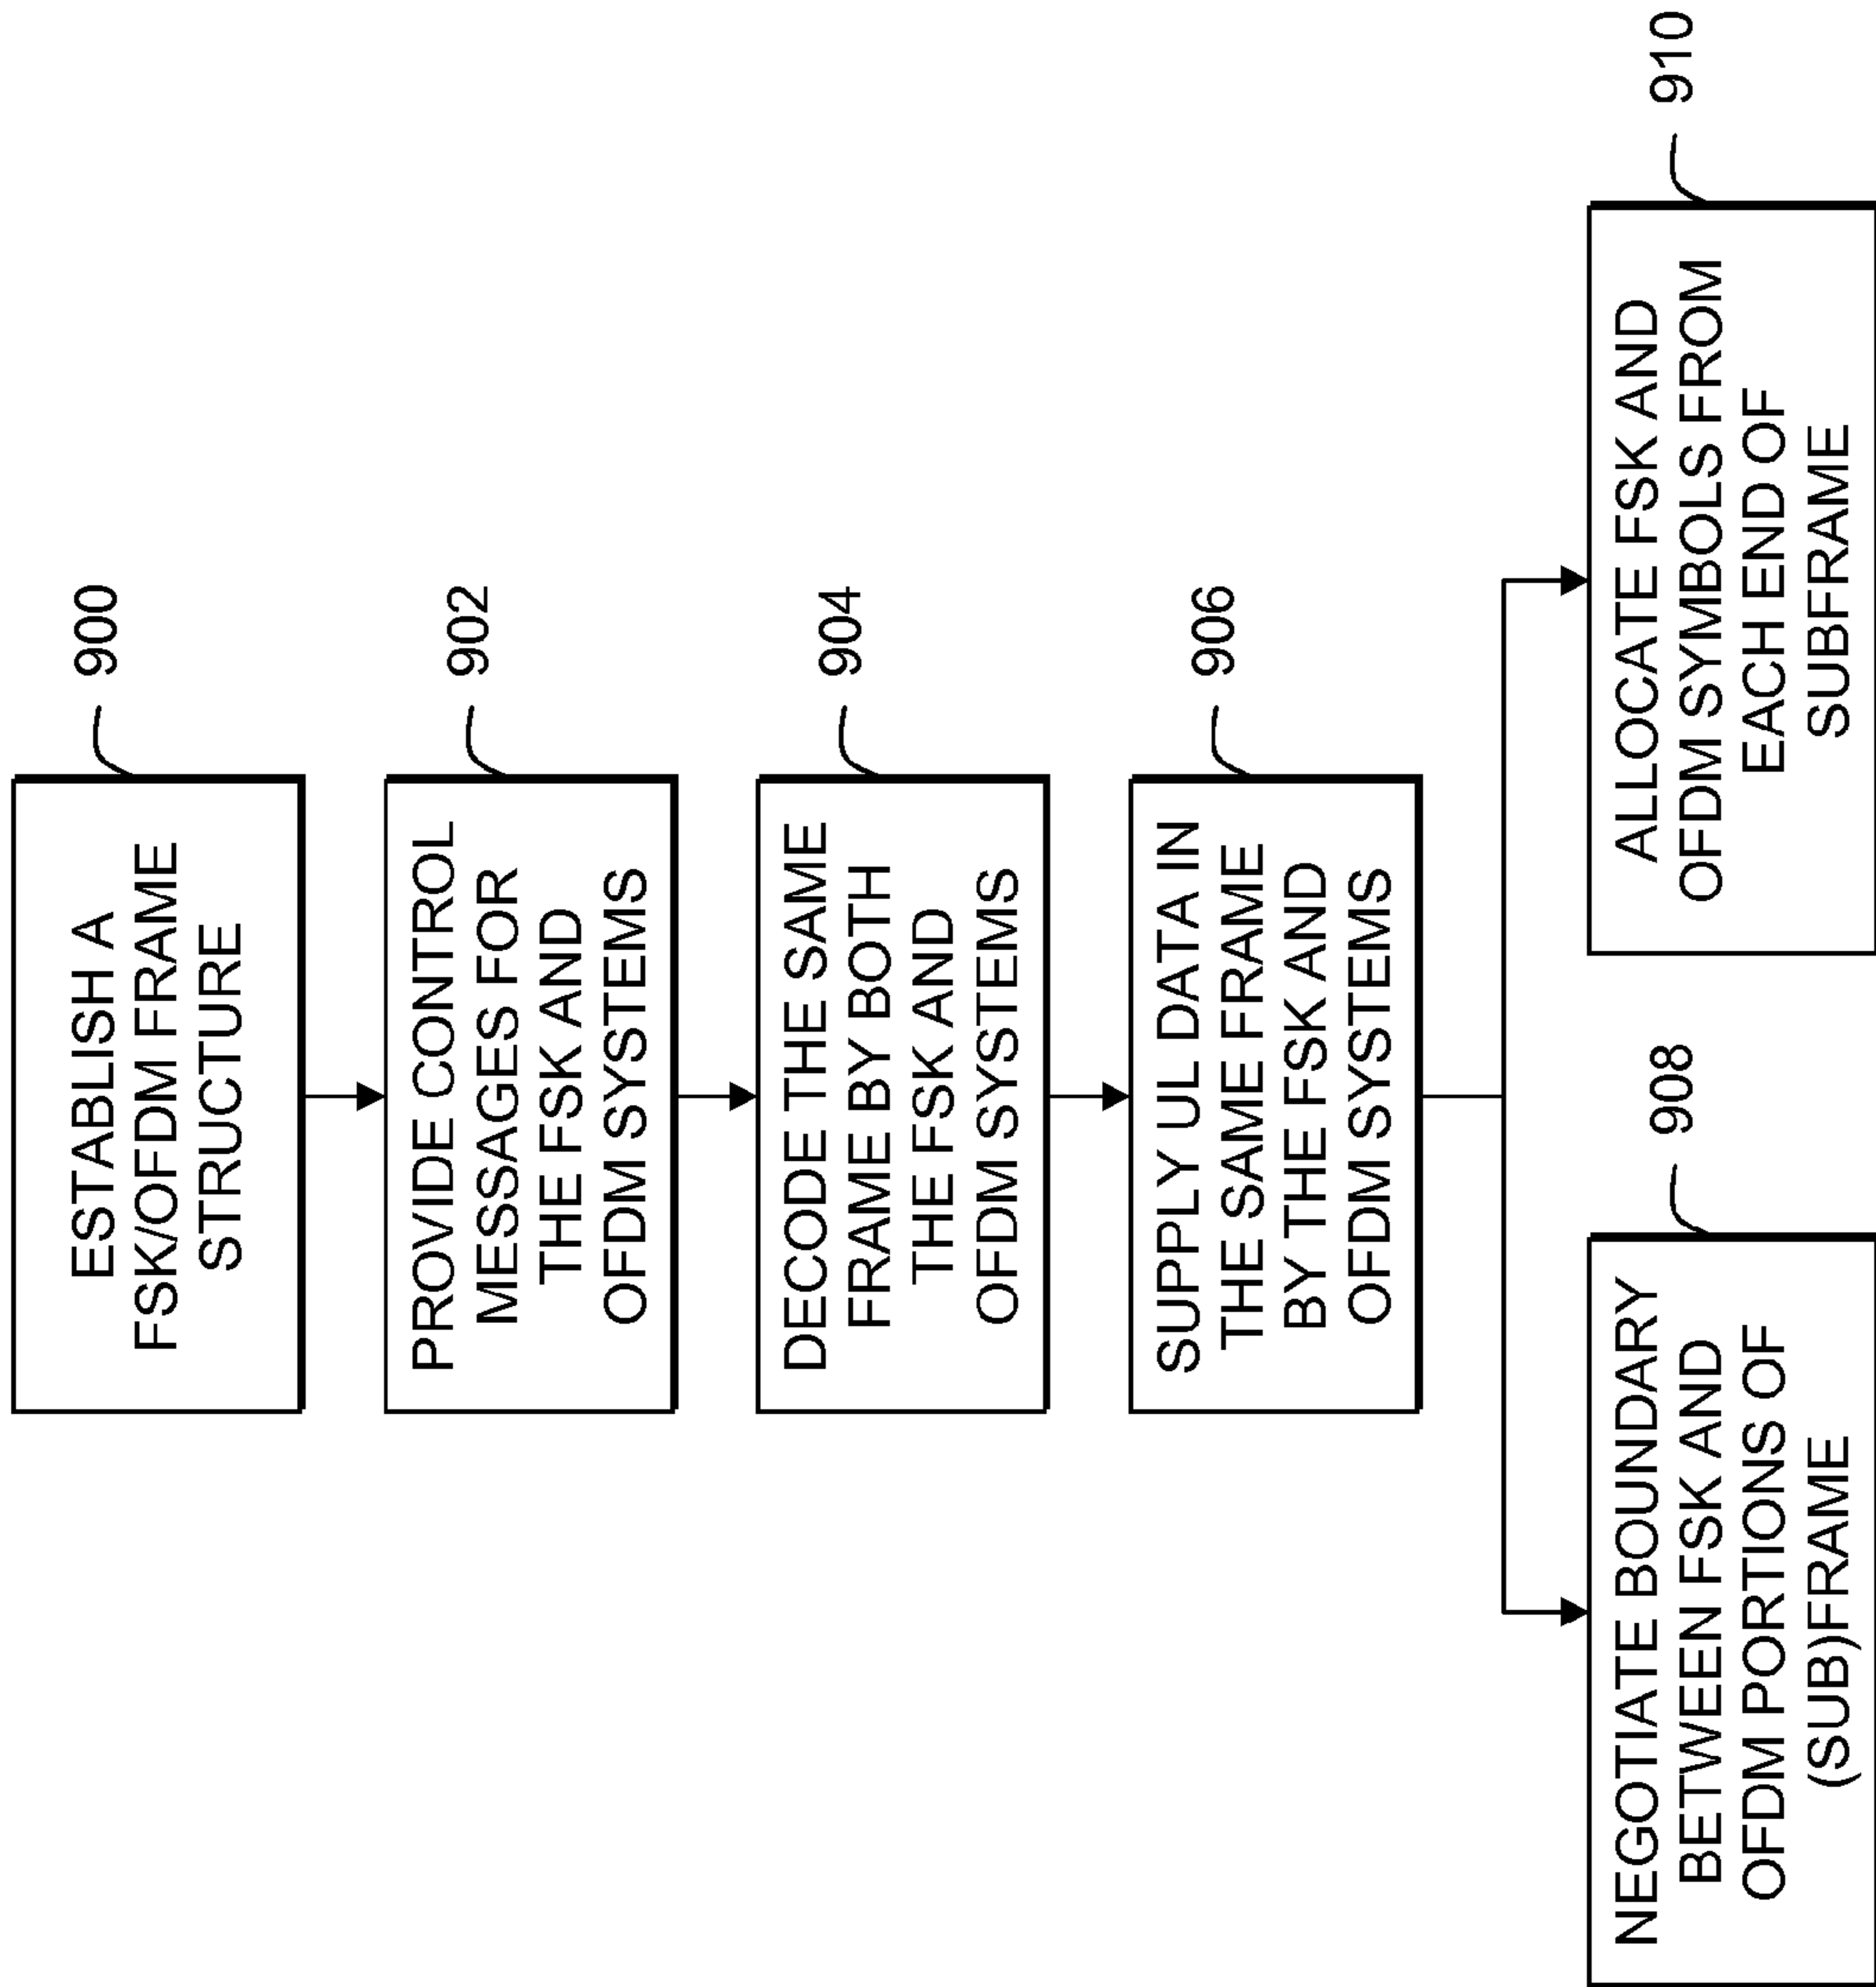 ESTABLISH A
FSK/OFDM FRAME
STRUCTURE
900
PROVIDE CONTROL
MESSAGES FOR
THE FSK AND
OFDM SYSTEMS
902
DECODE THE SAME
FRAME BY BOTH
THE FSK AND
OFDM SYSTEMS
904
SUPPLY UL DATA IN
THE SAME FRAME
BY THE FSK AND
OFDM SYSTEMS
906
NEGOTIATE BOUNDARY
BETWEEN FSK AND
OFDM PORTIONS OF
(SUB)FRAME
908
ALLOCATE FSK AND
OFDM SYMBOLS FROM
EACH END OF
SUBFRAME
910